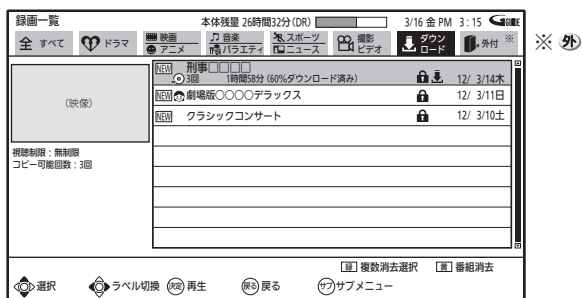 録画一覧 本体残量 26時間32分(DR) 3/16 金 PM 3:15 GGUIDE
全 すべて ドラマ 映画 アニメ 音楽 劇/バラエティ スポーツ ニュース 撮影ビデオ ダウンロード 外付 ※ ※ 外
NEW 刑事□□□□
3回 1時間58分 (60%ダウンロード済み) 12/ 3/14木
NEW 劇場版○○○○デラックス 12/ 3/11日
NEW クラシックコンサート 12/ 3/10土
(映像)
視聴制限:無制限
コピー可能回数:3回
緑 複数消去選択 黄 番組消去
選択 ラベル切換 決定 再生 戻る 戻る サブ サブメニュー